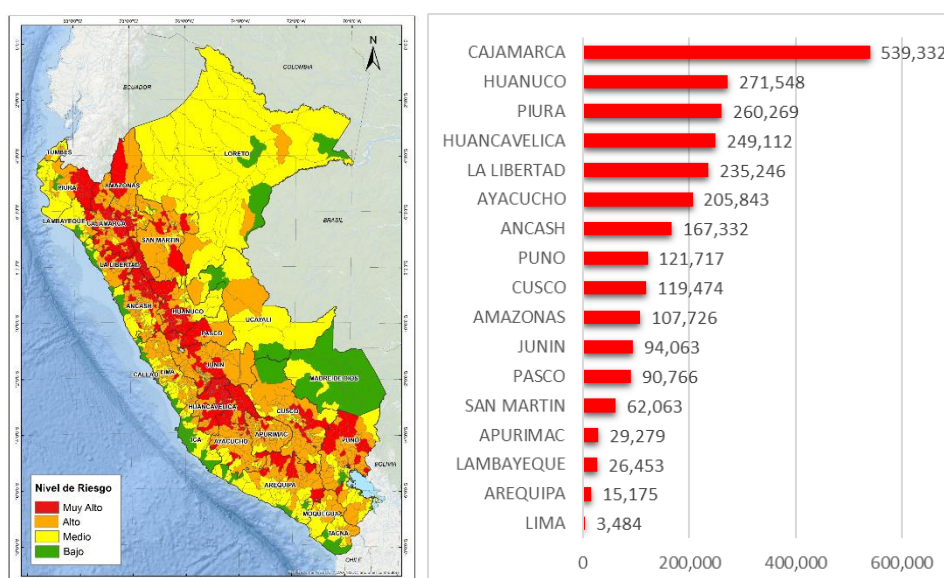 N
COLOMBIA
ECUADOR
TUMBES
LORETO
PIURA
AMAZONAS
LAMBAYEQUE
CAJAMARCA
BRASIL
SAN MARTIN
LA LIBERTAD
ANCASH
HUANUCO
UCAYALI
PASCO
JUNIN
CALLAO
LIMA
MADRE DE DIOS
HUANCAVELICA
CUSCO
ICA
AYACUCHO
APURIMAC
PUNO
BOLIVIA
AREQUIPA
MOQUEGUA
TACNA
CHILE
Nivel de Riesgo
Muy Alto
Alto
Medio
Bajo
CAJAMARCA 539,332
HUANUCO 271,548
PIURA 260,269
HUANCAVELICA 249,112
LA LIBERTAD 235,246
AYACUCHO 205,843
ANCASH 167,332
PUNO 121,717
CUSCO 119,474
AMAZONAS 107,726
JUNIN 94,063
PASCO 90,766
SAN MARTIN 62,063
APURIMAC 29,279
LAMBAYEQUE 26,453
AREQUIPA 15,175
LIMA 3,484
0 200,000 400,000 600,000